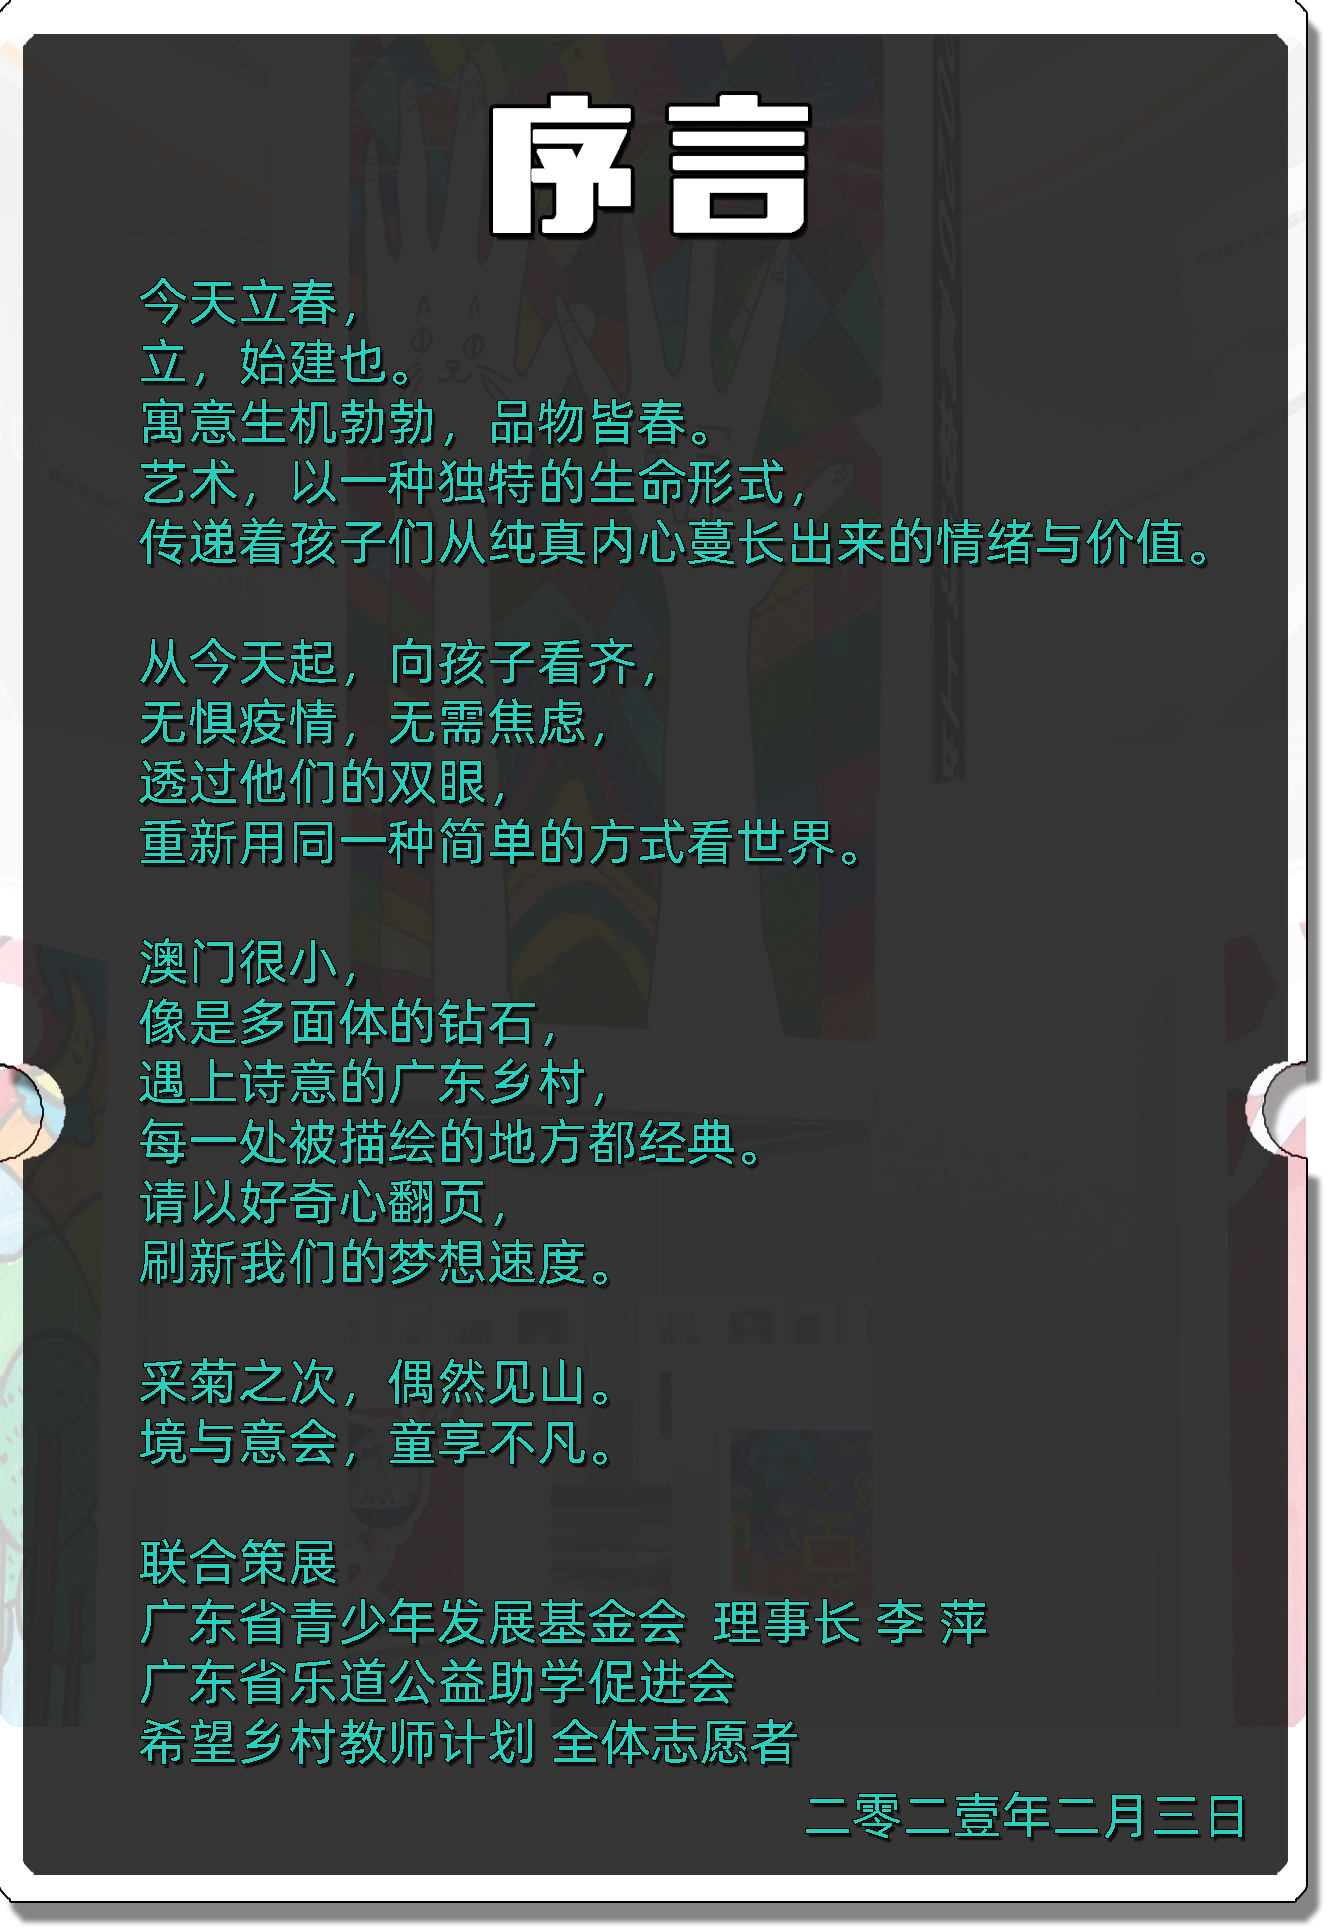 序言
今天立春，
立，始建也。
寓意生机勃勃，品物皆春。
艺术，以一种独特的生命形式，
传递着孩子们从纯真内心蔓长出来的情绪与价值。
从今天起，向孩子看齐，
无惧疫情，无需焦虑，
透过他们的双眼，
重新用同一种简单的方式看世界。
澳门很小，
像是多面体的钻石，
遇上诗意的广东乡村，
每一处被描绘的地方都经典。
请以好奇心翻页，
刷新我们的梦想速度。
采菊之次，偶然见山。
境与意会，童享不凡。
联合策展
广东省青少年发展基金会 理事长 李 萍
广东省乐道公益助学促进会
希望乡村教师计划 全体志愿者
二零二壹年二月三日